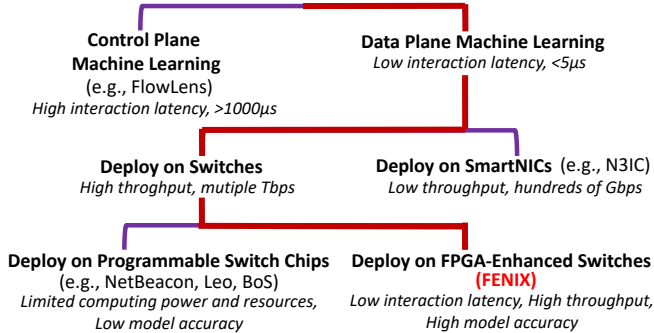 Control Plane
Machine Learning
(e.g., FlowLens)
High interaction latency, >1000μs
Data Plane Machine Learning
Low interaction latency, <5μs
Deploy on Switches
High throghput, mutiple Tbps
Deploy on SmartNICs (e.g., N3IC)
Low throughput, hundreds of Gbps
Deploy on Programmable Switch Chips
(e.g., NetBeacon, Leo, BoS)
Limited computing power and resources,
Low model accuracy
Deploy on FPGA-Enhanced Switches
(FENIX)
Low interaction latency, High throughput,
High model accuracy